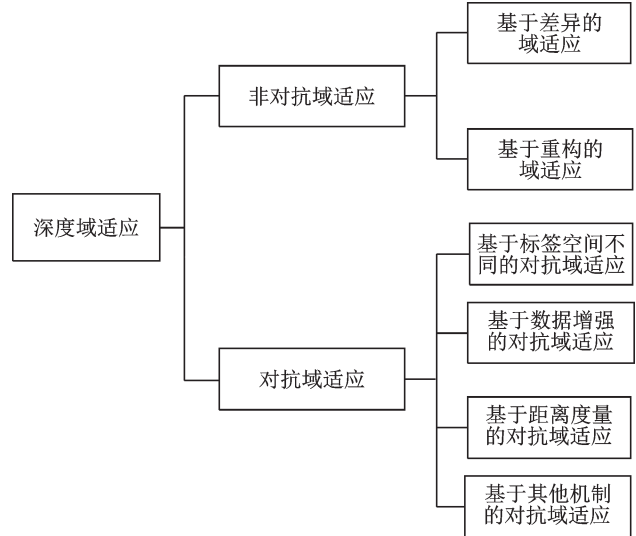 深度域适应
非对抗域适应
基于差异的
域适应
基于重构的
域适应
对抗域适应
基于标签空间不
同的对抗域适应
基于数据增强
的对抗域适应
基于距离度量
的对抗域适应
基于其他机制
的对抗域适应